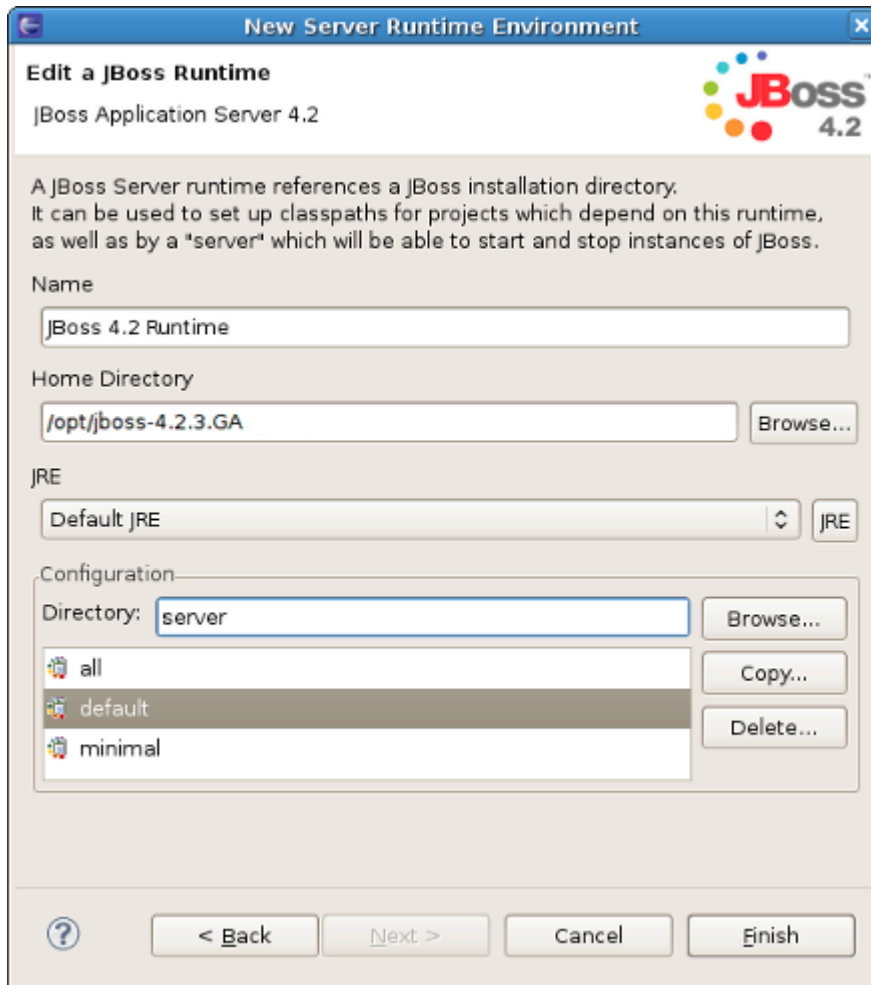 New Server Runtime Environment
Edit a JBoss Runtime
JBoss Application Server 4.2
JBoss
4.2
A JBoss Server runtime references a JBoss installation directory.
It can be used to set up classpaths for projects which depend on this runtime,
as well as by a "server" which will be able to start and stop instances of JBoss.
Name
JBoss 4.2 Runtime
Home Directory
/opt/jboss-4.2.3.GA
Browse...
JRE
Default JRE
JRE
Configuration
Directory: server
Browse...
all
Copy...
default
Delete...
minimal
? < Back Next > Cancel Finish